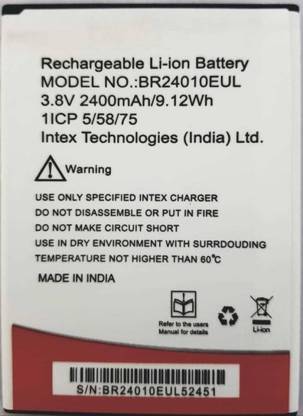 Rechargeable Li-ion Battery
MODEL NO.:BR24010EUL
3.8V 2400mAh/9.12Wh
1ICP 5/58/75
Intex Technologies (India) Ltd.
Warning
USE ONLY SPECIFIED INTEX CHARGER
DO NOT DISASSEMBLE OR PUT IN FIRE
DO NOT MAKE CIRCUIT SHORT
USE IN DRY ENVIROMENT WITH SURRDOUDING
TEMPERATURE NOT HIGHER THAN 60℃
MADE IN INDIA
Refer to the users
Manual for details
Li-ion
S/N:BR24010EUL52451